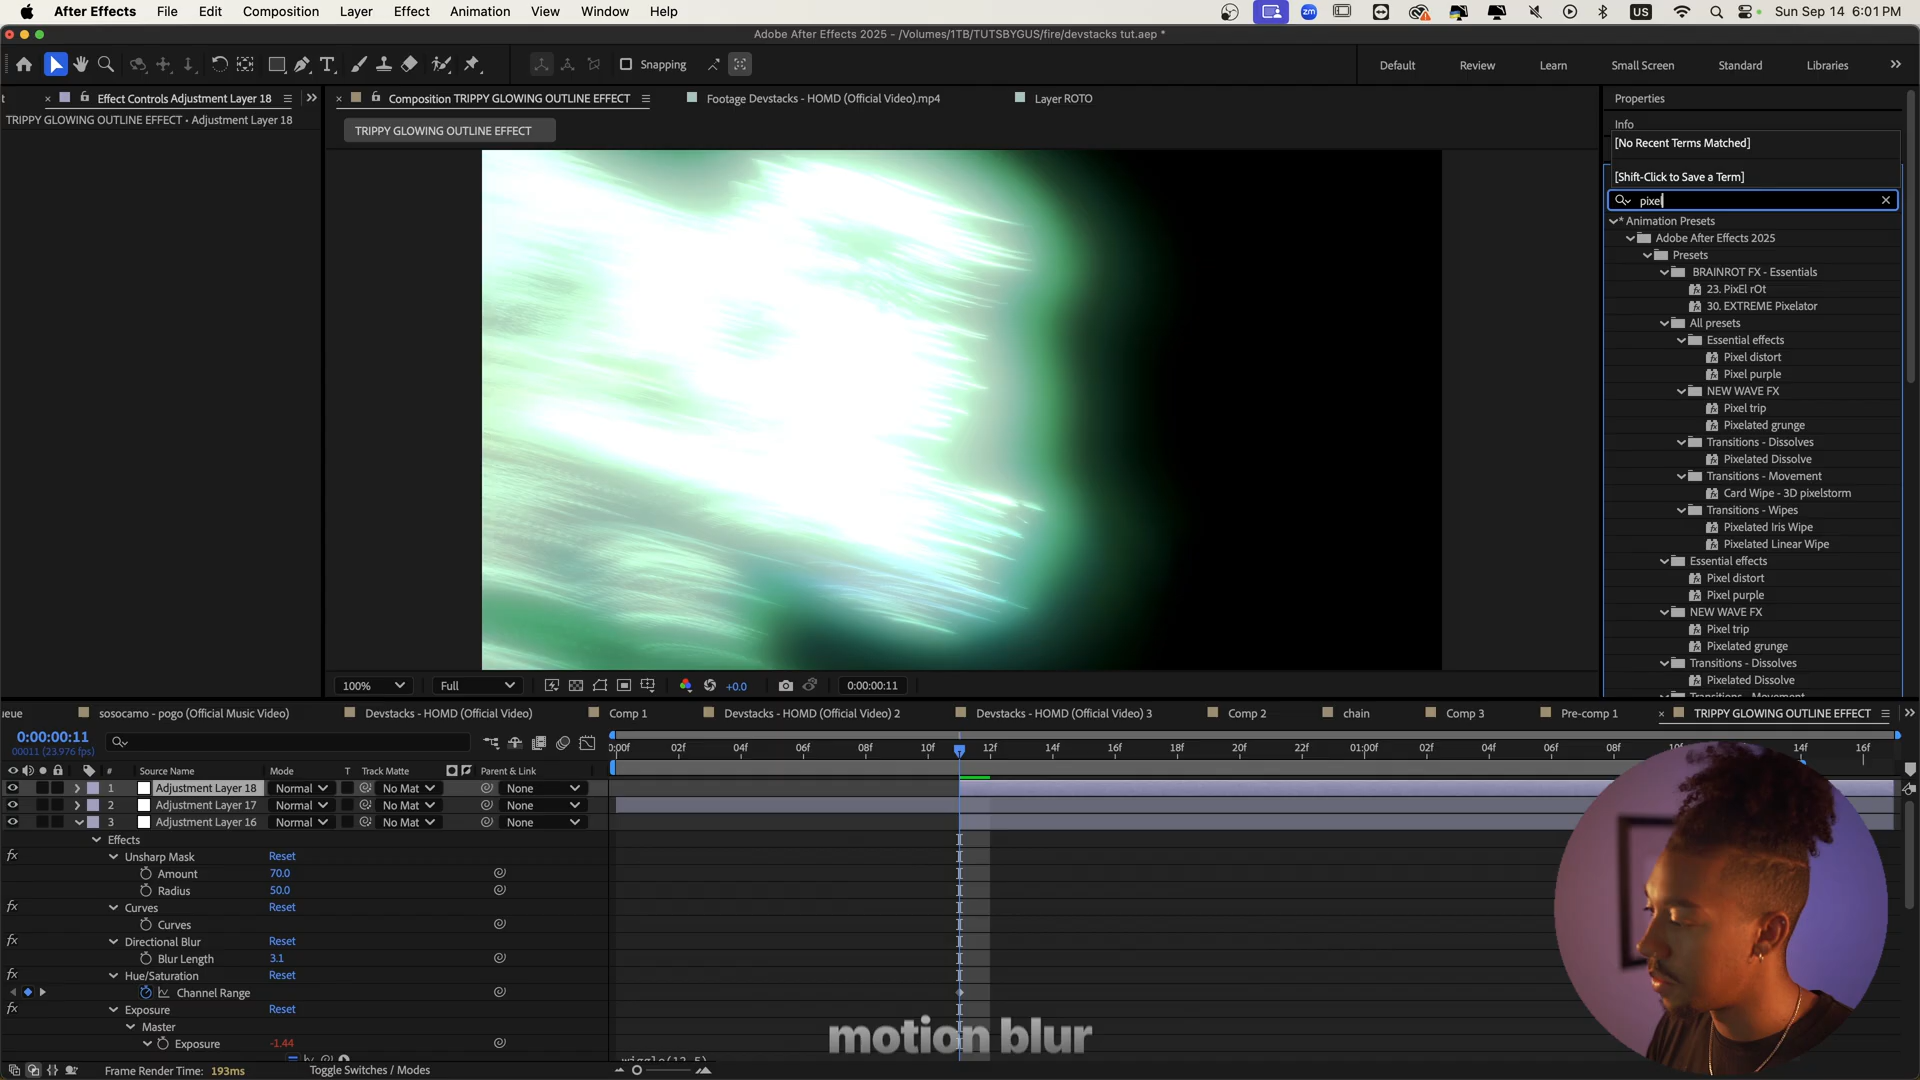 After Effects File Edit Composition Layer Effect Animation View Window Help
zm US Sun Sep 14 6:01 PM
Adobe After Effects 2025 - /Volumes/1TB/TUTSBYGUS/fire/devstacks tut.aep *
Snapping Default Review Learn Small Screen Standard Libraries
Effect Controls Adjustment Layer 18
TRIPPY GLOWING OUTLINE EFFECT • Adjustment Layer 18
Composition TRIPPY GLOWING OUTLINE EFFECT Footage Devstacks - HOMD (Official Video).mp4 Layer ROTO
TRIPPY GLOWING OUTLINE EFFECT
Properties
Info
[No Recent Terms Matched]
[Shift-Click to Save a Term]
pixel
* Animation Presets
Adobe After Effects 2025
Presets
BRAINROT FX - Essentials
23. PixEl rOt
30. EXTREME Pixelator
All presets
Essential effects
Pixel distort
Pixel purple
NEW WAVE FX
Pixel trip
Pixelated grunge
Transitions - Dissolves
Pixelated Dissolve
Transitions - Movement
Card Wipe - 3D pixelstorm
Transitions - Wipes
Pixelated Iris Wipe
Pixelated Linear Wipe
Essential effects
Pixel distort
Pixel purple
NEW WAVE FX
Pixel trip
Pixelated grunge
Transitions - Dissolves
Pixelated Dissolve
Transitions - Movement
100% Full +0.0 0:00:00:11
ueue sosocamo - pogo (Official Music Video) Devstacks - HOMD (Official Video) Comp 1 Devstacks - HOMD (Official Video) 2 Devstacks - HOMD (Official Video) 3 Comp 2 chain Comp 3 Pre-comp 1 TRIPPY GLOWING OUTLINE EFFECT
0:00:00:11
00011 (23.976 fps)
0:00f 02f 04f 06f 08f 10f 12f 14f 16f 18f 20f 22f 01:00f 02f 04f 06f 08f 10f 14f 16f
# Source Name Mode T Track Matte Parent & Link
1 Adjustment Layer 18 Normal No Mat None
2 Adjustment Layer 17 Normal No Mat None
3 Adjustment Layer 16 Normal No Mat None
Effects
fx Unsharp Mask Reset
Amount 70.0
Radius 50.0
fx Curves Reset
Curves
fx Directional Blur Reset
Blur Length 3.1
fx Hue/Saturation Reset
Channel Range
fx Exposure Reset
Master
Exposure -1.44
motion blur
Frame Render Time: 193ms Toggle Switches / Modes